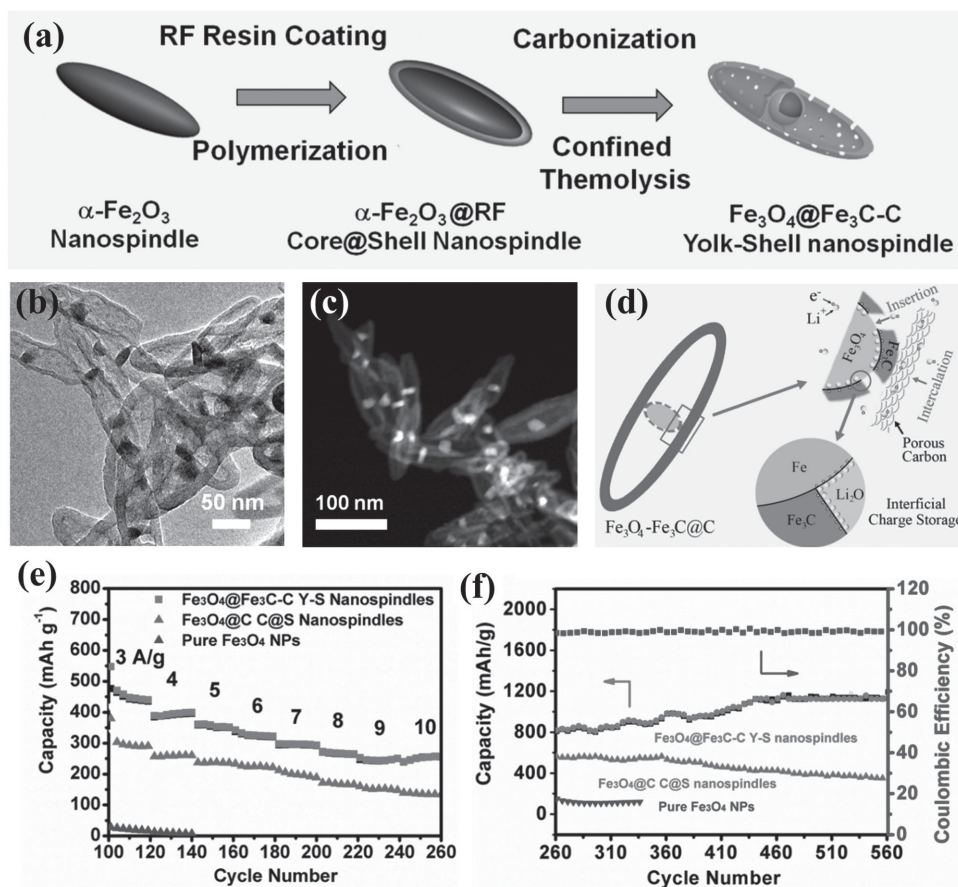 (a)
RF Resin Coating
Carbonization
Polymerization
Confined
Themolysis
α-Fe₂O₃
Nanospindle
α-Fe₂O₃@RF
Core@Shell Nanospindle
Fe₃O₄@Fe₃C-C
Yolk-Shell nanospindle
(b)
50 nm
(c)
100 nm
(d)
e⁻
Li⁺
Insertion
Fe₃O₄
Fe₃C
Intercalation
Porous
Carbon
Fe
Li₂O
Fe₃C
Interficial
Charge Storage
Fe₃O₄-Fe₃C@C
(e)
Capacity (mAh g⁻¹)
800
700
600
500
400
300
200
100
0
Fe₃O₄@Fe₃C-C Y-S Nanospindles
Fe₃O₄@C C@S Nanospindles
Pure Fe₃O₄ NPs
3 A/g
4
5
6
7
8
9
10
100 120 140 160 180 200 220 240 260
Cycle Number
(f)
Capacity (mAh/g)
2000
1600
1200
800
400
0
Fe₃O₄@Fe₃C-C Y-S nanospindles
Fe₃O₄@C C@S nanospindles
Pure Fe₃O₄ NPs
120
100
80
60
40
20
0
Coulombic Efficiency (%)
260 310 360 410 460 510 560
Cycle Number